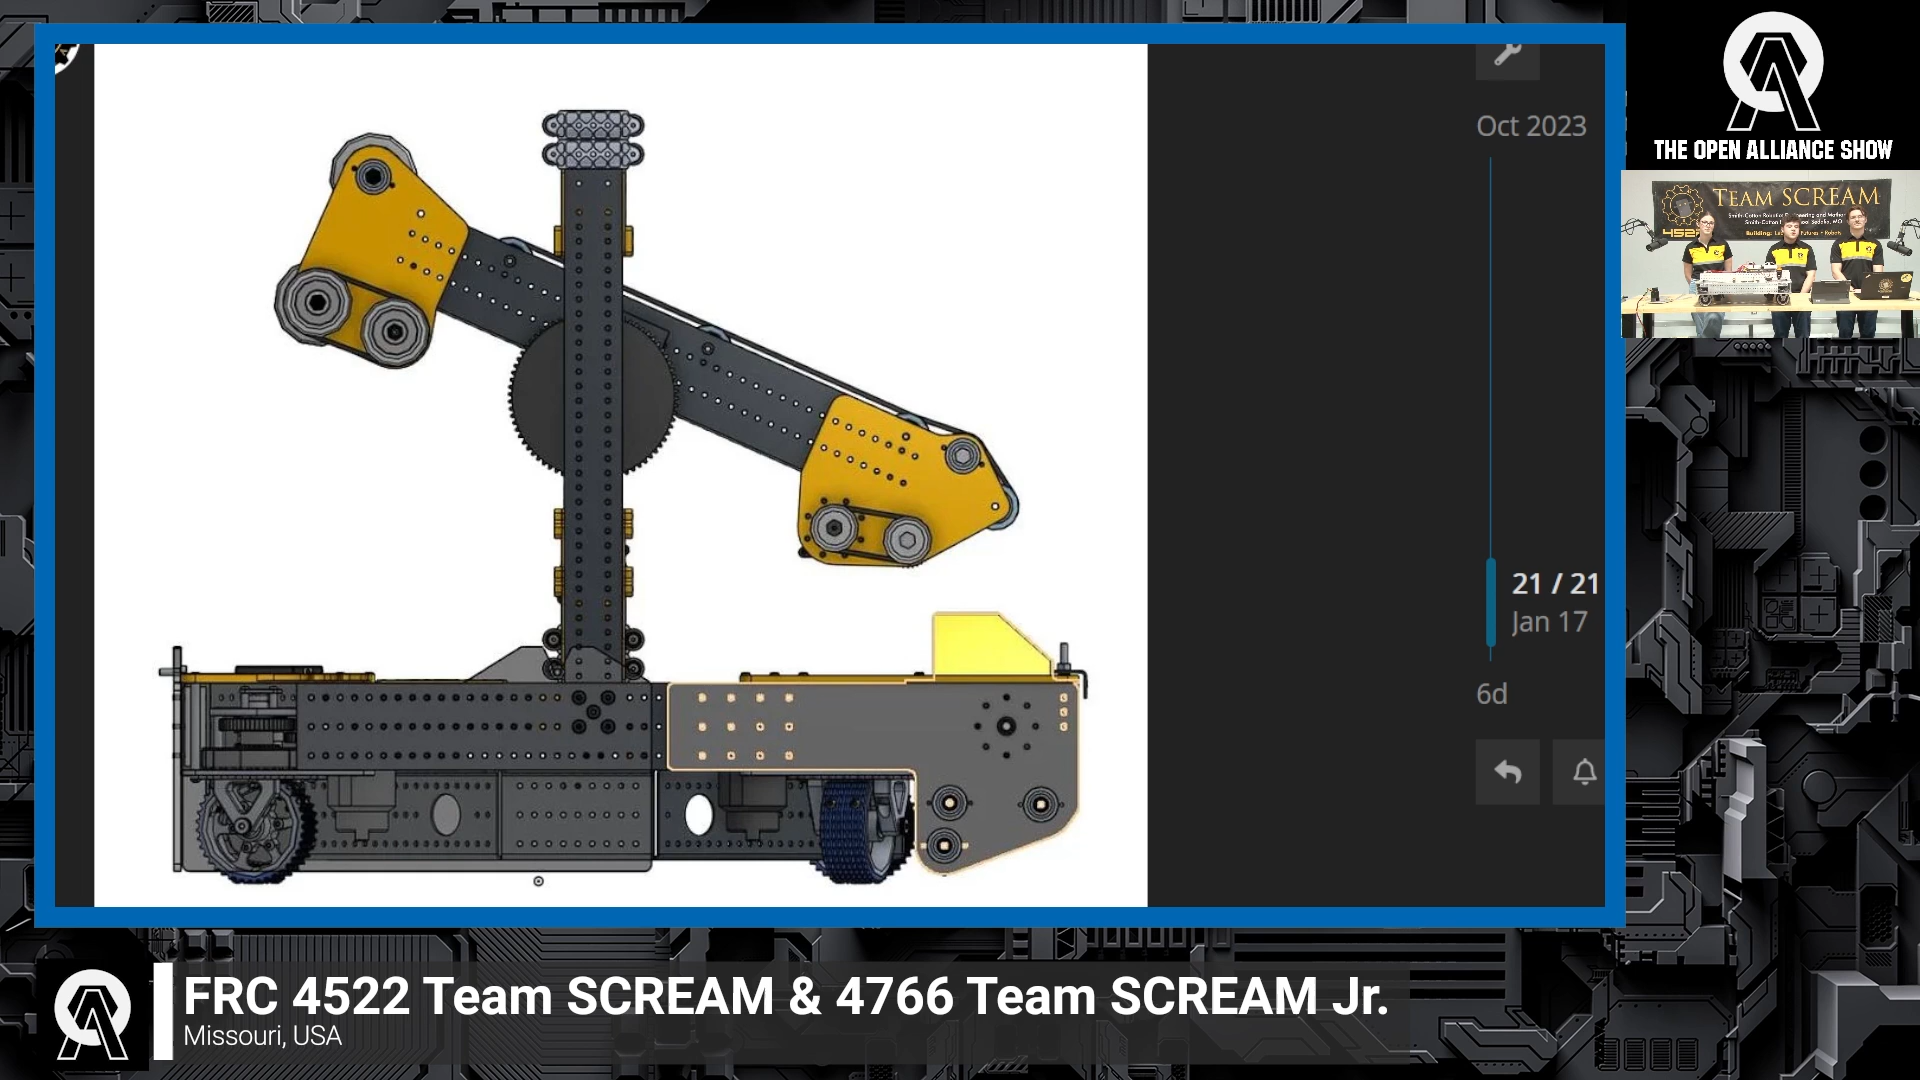 Oct 2023
21 / 21
Jan 17
6d
THE OPEN ALLIANCE SHOW
TEAM SCREAM
4522
FRC 4522 Team SCREAM & 4766 Team SCREAM Jr.
Missouri, USA